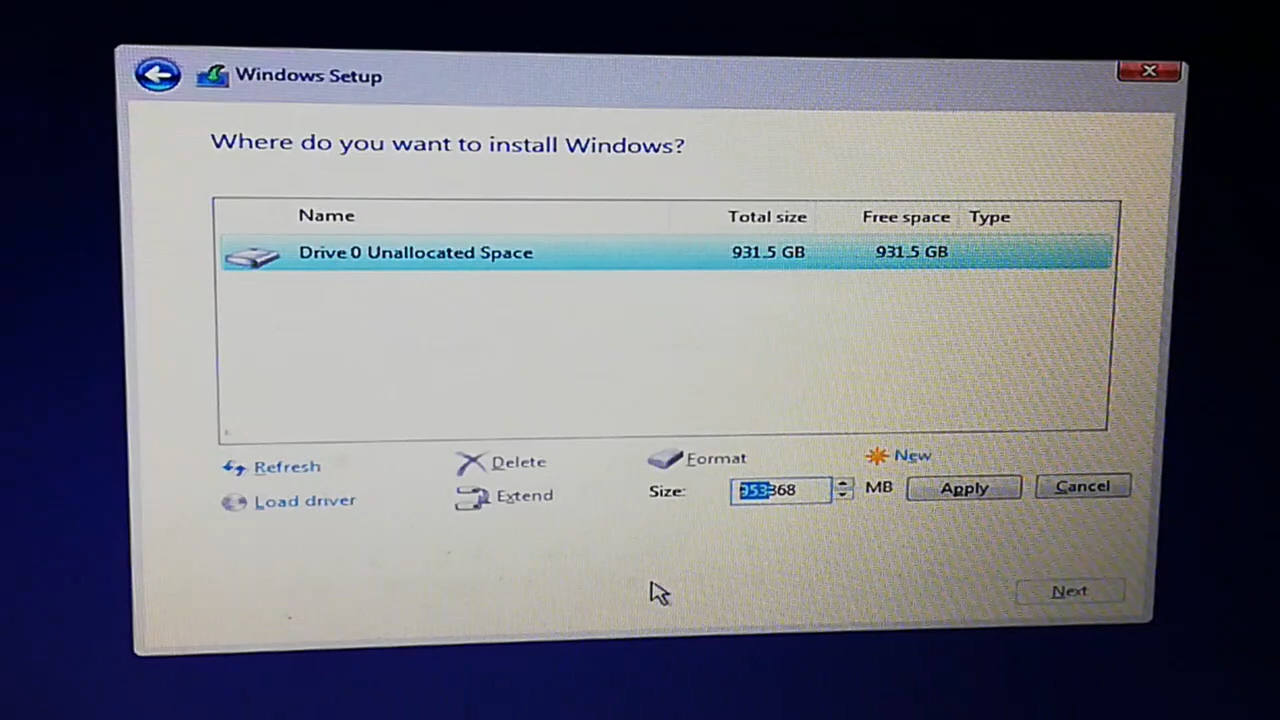 Windows Setup
Where do you want to install Windows?
Name Total size Free space Type
Drive 0 Unallocated Space 931.5 GB 931.5 GB
Refresh Delete Format New
Load driver Extend Size: 953368 MB Apply Cancel
Next